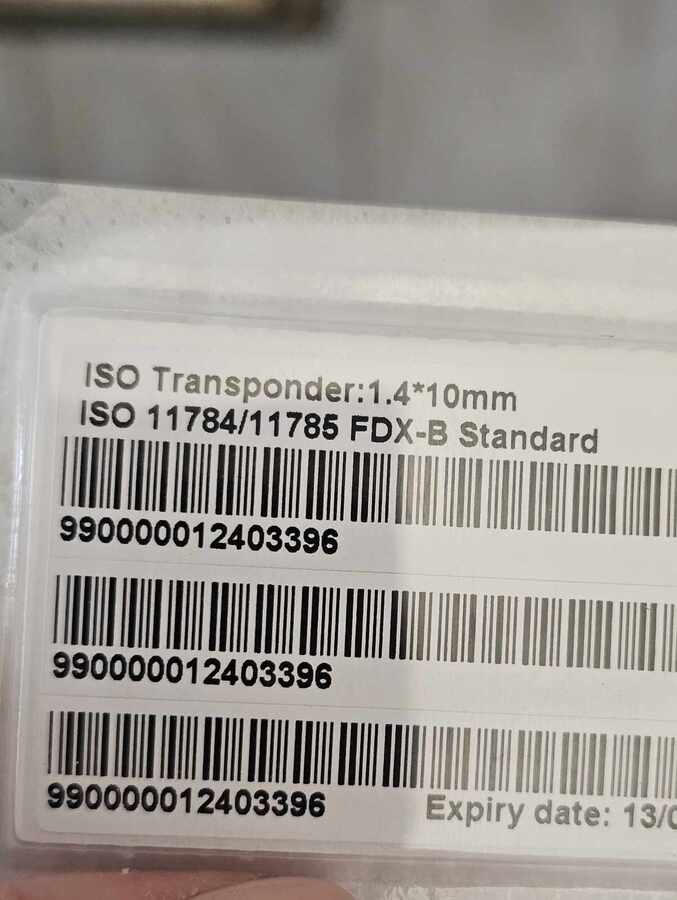 ISO Transponder:1.4*10mm
ISO 11784/11785 FDX-B Standard
990000012403396
990000012403396
990000012403396
Expiry date: 13/0